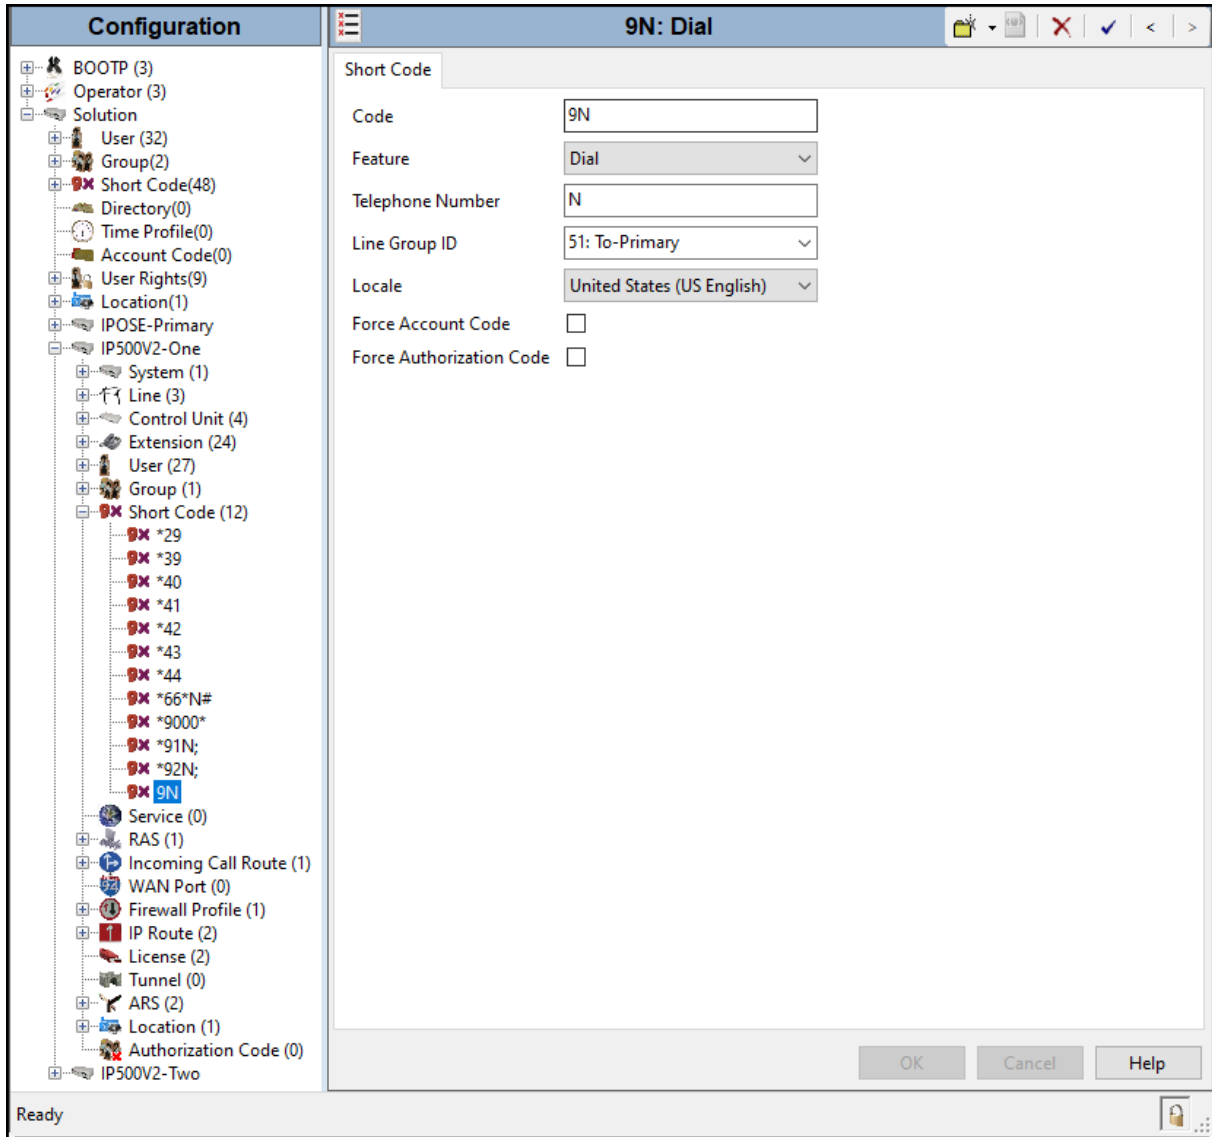 Configuration
9N: Dial
BOOTP (3)
Operator (3)
Solution
User (32)
Group(2)
Short Code(48)
Directory(0)
Time Profile(0)
Account Code(0)
User Rights(9)
Location(1)
IPOSE-Primary
IP500V2-One
System (1)
Line (3)
Control Unit (4)
Extension (24)
User (27)
Group (1)
Short Code (12)
*29
*39
*40
*41
*42
*43
*44
*66*N#
*9000*
*91N;
*92N;
9N
Service (0)
RAS (1)
Incoming Call Route (1)
WAN Port (0)
Firewall Profile (1)
IP Route (2)
License (2)
Tunnel (0)
ARS (2)
Location (1)
Authorization Code (0)
IP500V2-Two
Short Code
Code 9N
Feature Dial
Telephone Number N
Line Group ID 51: To-Primary
Locale United States (US English)
Force Account Code
Force Authorization Code
OK Cancel Help
Ready